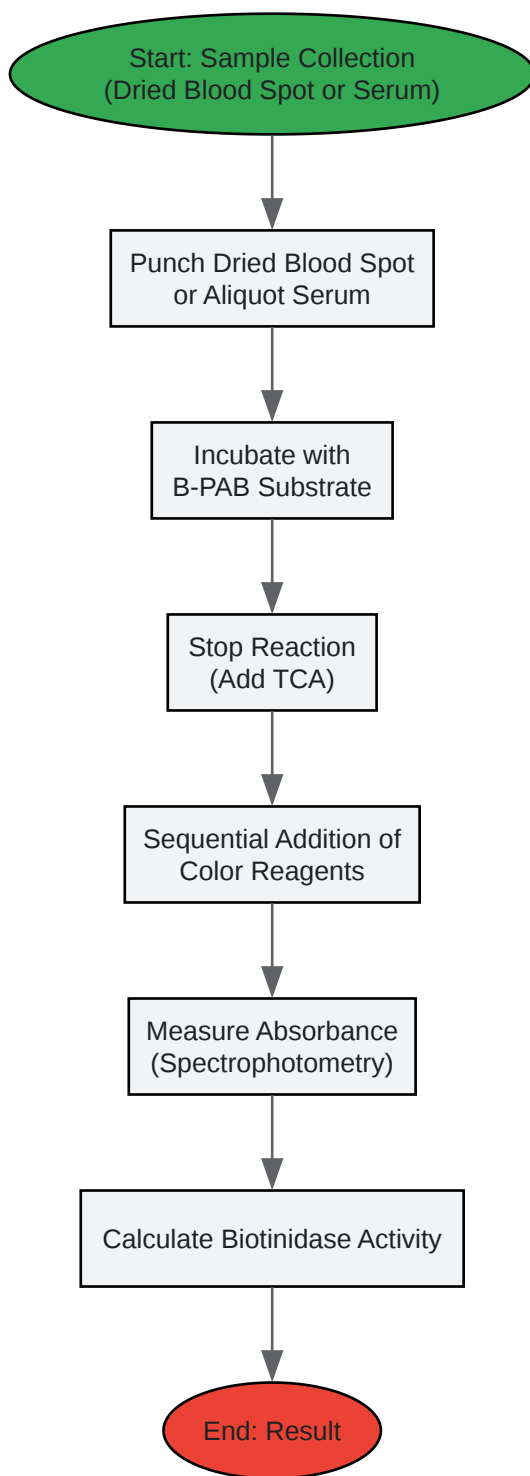 Start: Sample Collection
(Dried Blood Spot or Serum)
Punch Dried Blood Spot
or Aliquot Serum
Incubate with
B-PAB Substrate
Stop Reaction
(Add TCA)
Sequential Addition of
Color Reagents
Measure Absorbance
(Spectrophotometry)
Calculate Biotinidase Activity
End: Result